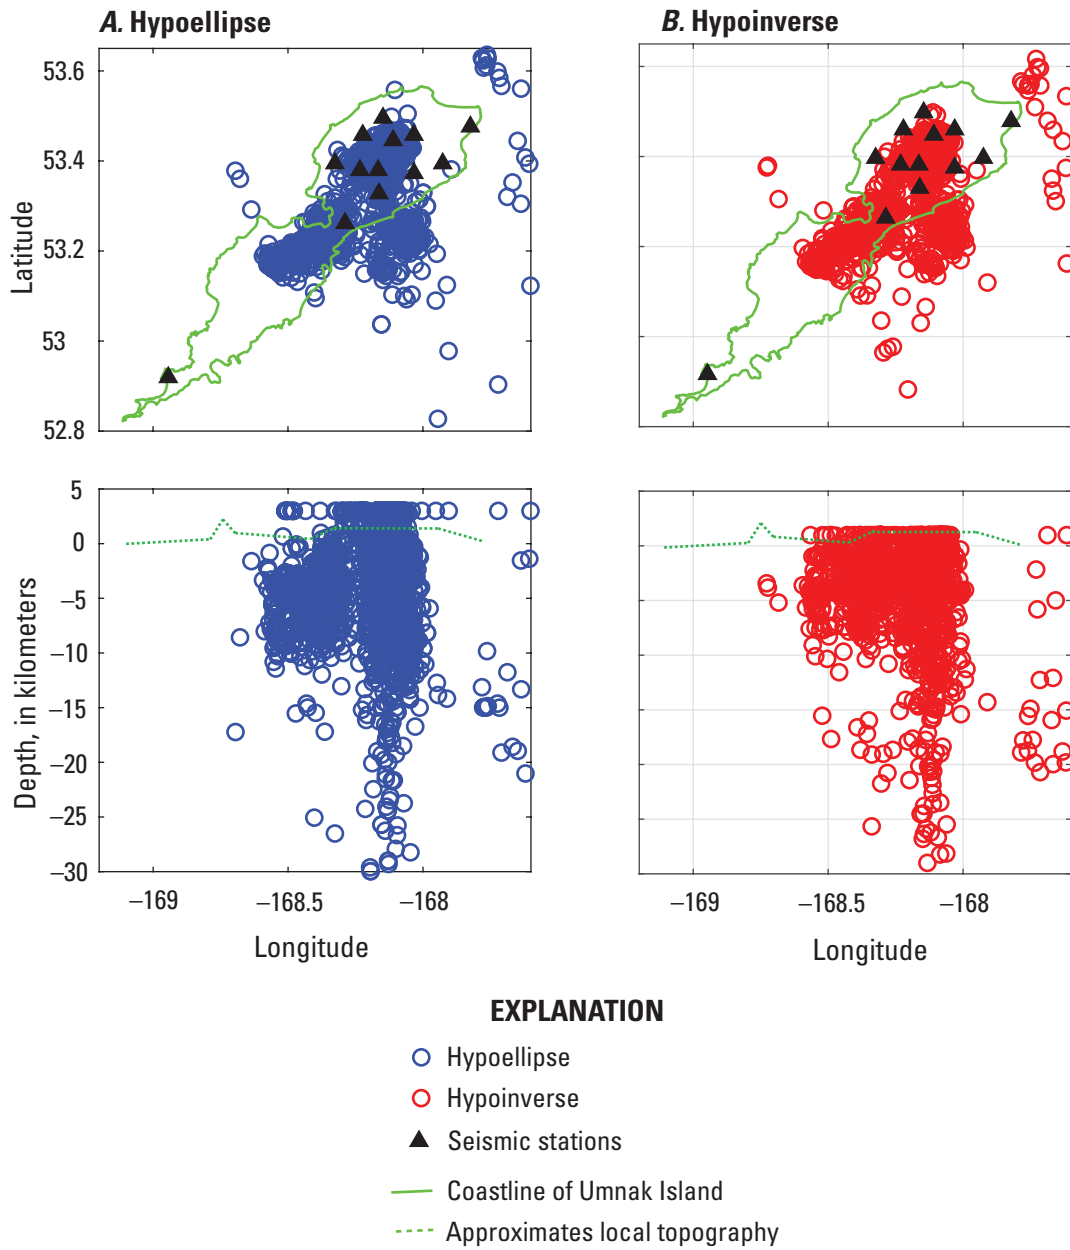 A. Hypoellipse
B. Hypoinverse
53.6
53.4
53.2
53
52.8
Latitude
5
0
–5
–10
–15
–20
–25
–30
Depth, in kilometers
–169
–168.5
–168
–169
–168.5
–168
Longitude
Longitude
EXPLANATION
Hypoellipse
Hypoinverse
Seismic stations
Coastline of Umnak Island
Approximates local topography